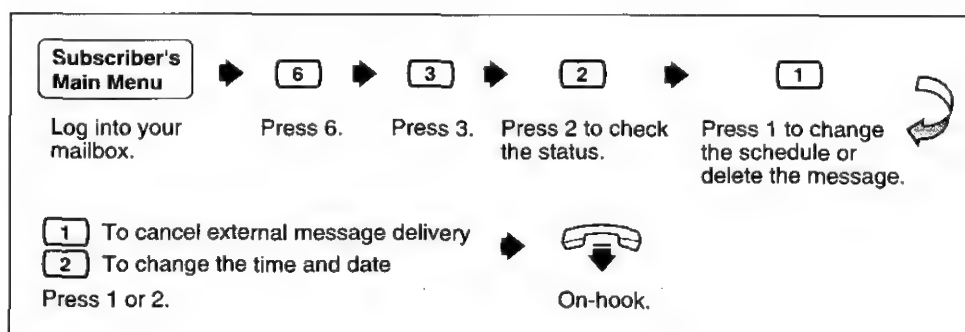 Subscriber's
Main Menu
6
3
2
1
Log into your
mailbox.
Press 6.
Press 3.
Press 2 to check
the status.
Press 1 to change
the schedule or
delete the message.
1 To cancel external message delivery
2 To change the time and date
Press 1 or 2.
On-hook.